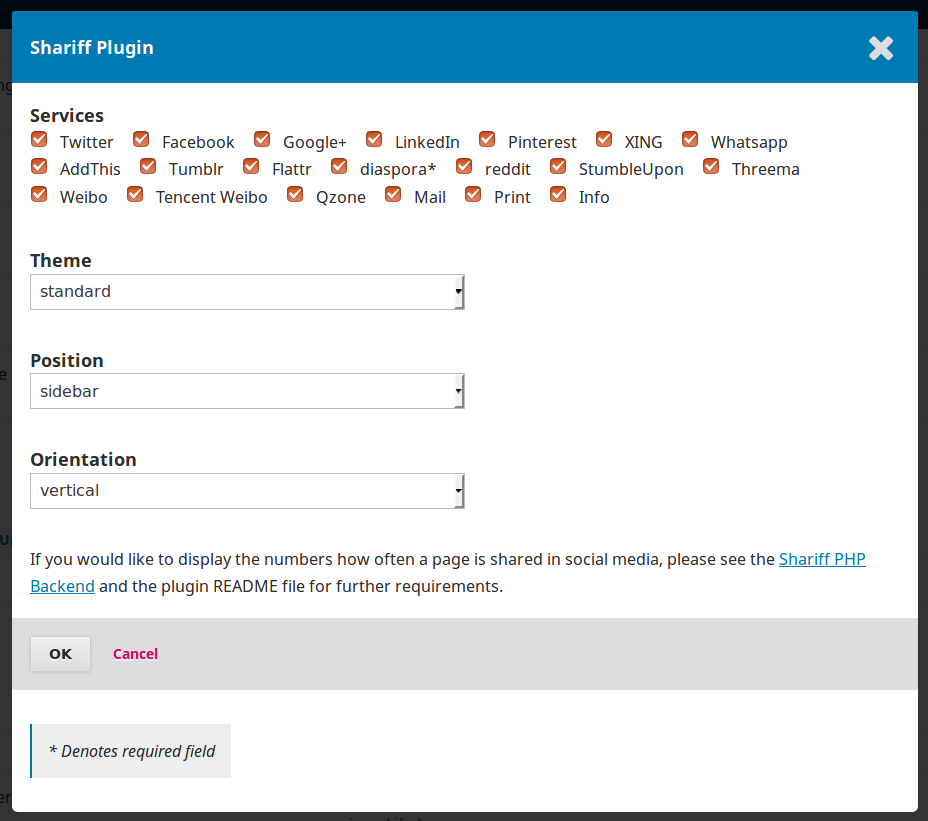 Shariff Plugin
Services
Twitter Facebook Google+ LinkedIn Pinterest XING Whatsapp
AddThis Tumblr Flattr diaspora* reddit StumbleUpon Threema
Weibo Tencent Weibo Qzone Mail Print Info
Theme
standard
Position
sidebar
Orientation
vertical
If you would like to display the numbers how often a page is shared in social media, please see the Shariff PHP
Backend and the plugin README file for further requirements.
OK Cancel
* Denotes required field